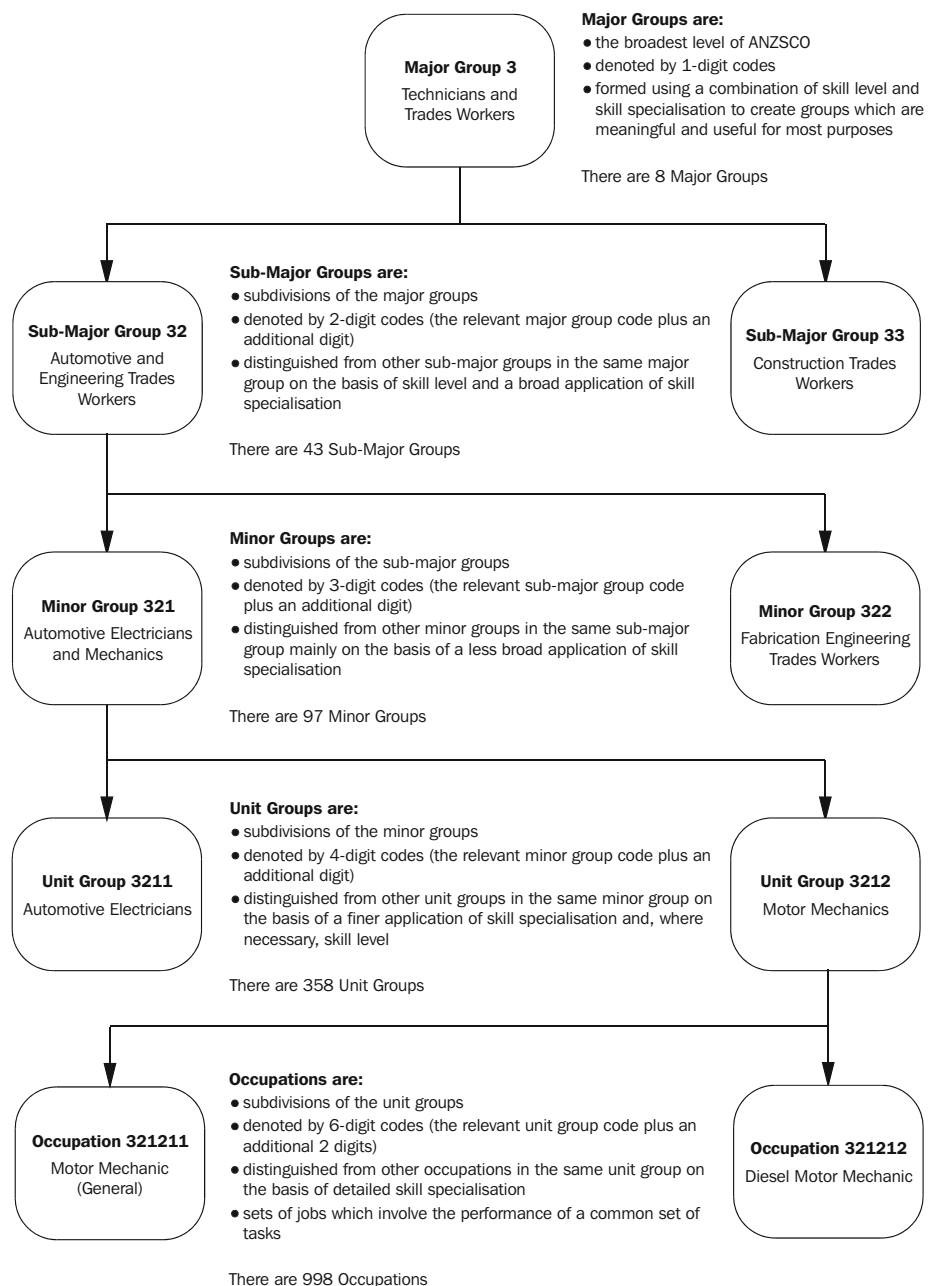 Major Group 3
Technicians and
Trades Workers
Major Groups are:
• the broadest level of ANZSCO
• denoted by 1-digit codes
• formed using a combination of skill level and
skill specialisation to create groups which are
meaningful and useful for most purposes
There are 8 Major Groups
Sub-Major Group 32
Automotive and
Engineering Trades
Workers
Sub-Major Groups are:
• subdivisions of the major groups
• denoted by 2-digit codes (the relevant major group code plus an
additional digit)
• distinguished from other sub-major groups in the same major
group on the basis of skill level and a broad application of skill
specialisation
There are 43 Sub-Major Groups
Sub-Major Group 33
Construction Trades
Workers
Minor Group 321
Automotive Electricians
and Mechanics
Minor Groups are:
• subdivisions of the sub-major groups
• denoted by 3-digit codes (the relevant sub-major group code
plus an additional digit)
• distinguished from other minor groups in the same sub-major
group mainly on the basis of a less broad application of skill
specialisation
There are 97 Minor Groups
Minor Group 322
Fabrication Engineering
Trades Workers
Unit Group 3211
Automotive Electricians
Unit Groups are:
• subdivisions of the minor groups
• denoted by 4-digit codes (the relevant minor group code plus an
additional digit)
• distinguished from other unit groups in the same minor group on
the basis of a finer application of skill specialisation and, where
necessary, skill level
There are 358 Unit Groups
Unit Group 3212
Motor Mechanics
Occupation 321211
Motor Mechanic
(General)
Occupations are:
• subdivisions of the unit groups
• denoted by 6-digit codes (the relevant unit group code plus an
additional 2 digits)
• distinguished from other occupations in the same unit group on
the basis of detailed skill specialisation
• sets of jobs which involve the performance of a common set of
tasks
There are 998 Occupations
Occupation 321212
Diesel Motor Mechanic